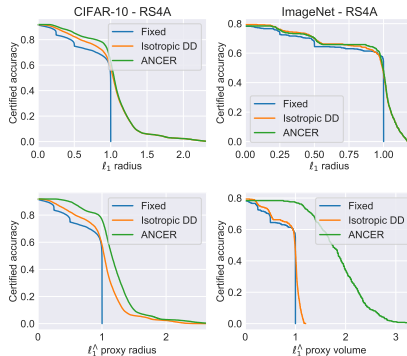 CIFAR-10 - RS4A
ImageNet - RS4A
Certified accuracy
0.8
0.6
0.4
0.2
0.0
Fixed
Isotropic DD
ANCER
0.0 0.5 1.0 1.5 2.0
ℓ₁ radius
Certified accuracy
0.8
0.6
0.4
0.2
0.0
Fixed
Isotropic DD
ANCER
0.00 0.25 0.50 0.75 1.00
ℓ₁ radius
Certified accuracy
0.8
0.6
0.4
0.2
0.0
Fixed
Isotropic DD
ANCER
0 1 2
ℓ₁^Λ proxy radius
Certified accuracy
0.8
0.6
0.4
0.2
0.0
Fixed
Isotropic DD
ANCER
0 1 2 3
ℓ₁^Λ proxy volume